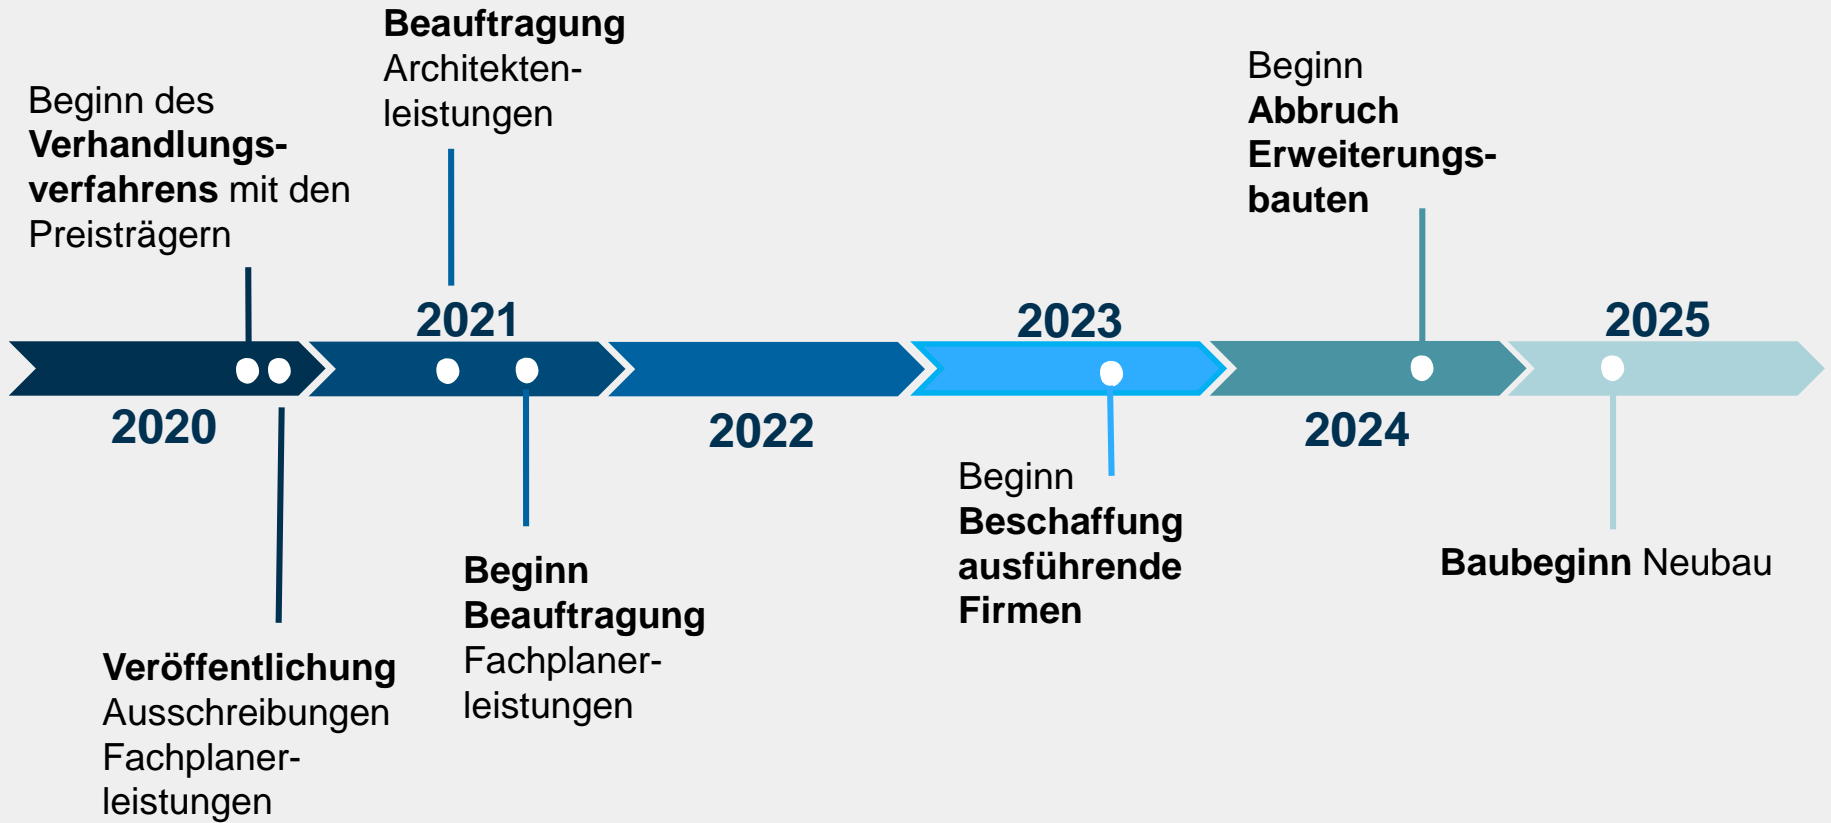 Beauftragung
Architekten-
leistungen
Beginn des
Verhandlungs-
verfahrens mit den
Preisträgern
Beginn
Abbruch
Erweiterungs-
bauten
2021
2023
2025
2020
2022
2024
Veröffentlichung
Ausschreibungen
Fachplaner-
leistungen
Beginn
Beauftragung
Fachplaner-
leistungen
Beginn
Beschaffung
ausführende
Firmen
Baubeginn Neubau